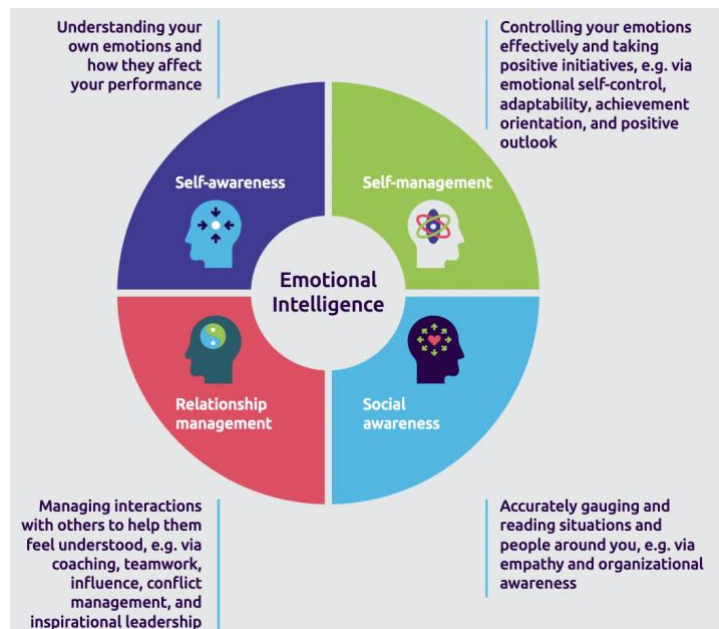 Understanding your
own emotions and
how they affect
your performance
Controlling your emotions
effectively and taking
positive initiatives, e.g. via
emotional self-control,
adaptability, achievement
orientation, and positive
outlook
Self-awareness
Self-management
Emotional
Intelligence
Relationship
management
Social
awareness
Managing interactions
with others to help them
feel understood, e.g. via
coaching, teamwork,
influence, conflict
management, and
inspirational leadership
Accurately gauging and
reading situations and
people around you, e.g. via
empathy and organizational
awareness